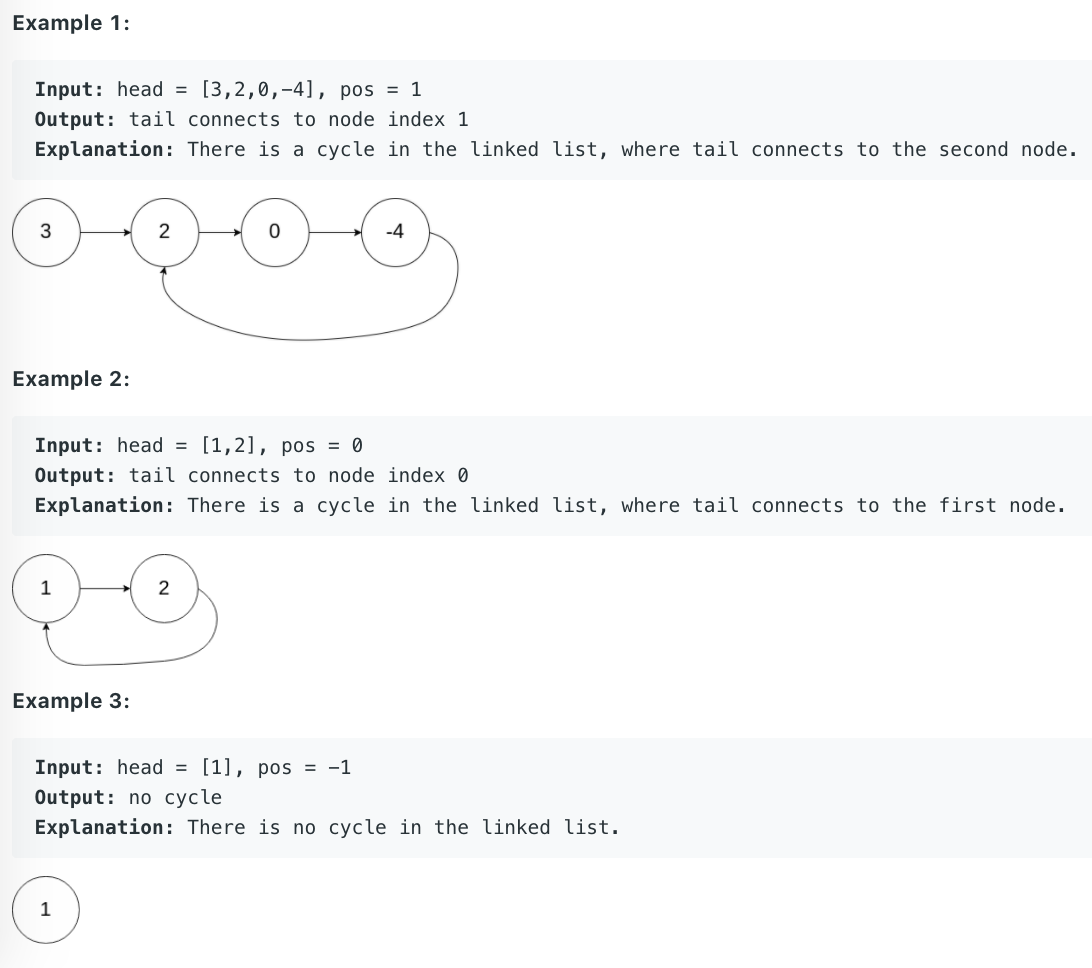 Example 1:
Input: head = [3,2,0,−4], pos = 1
Output: tail connects to node index 1
Explanation: There is a cycle in the linked list, where tail connects to the second node.
3 2 0 -4
Example 2:
Input: head = [1,2], pos = 0
Output: tail connects to node index 0
Explanation: There is a cycle in the linked list, where tail connects to the first node.
1 2
Example 3:
Input: head = [1], pos = −1
Output: no cycle
Explanation: There is no cycle in the linked list.
1